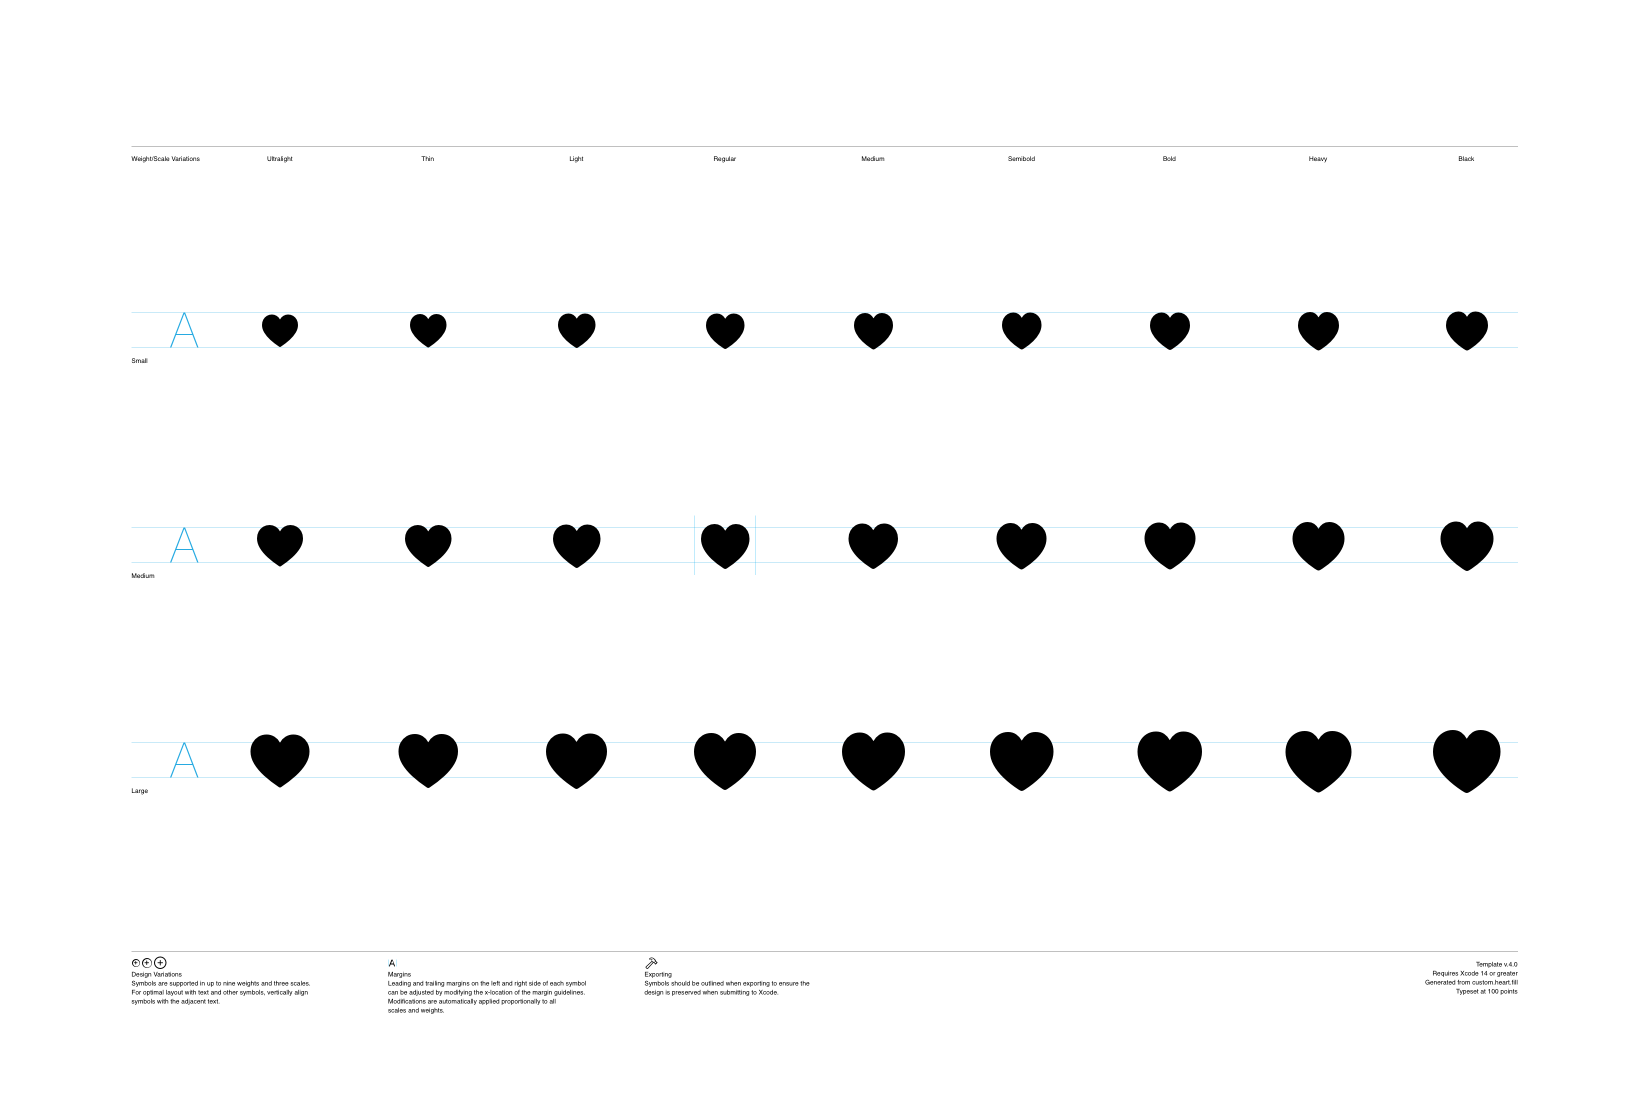 Weight/Scale Variations Ultralight Thin Light Regular Medium Semibold Bold Heavy Black
A
Small
A
Medium
A
Large
A
Design Variations
Symbols are supported in up to nine weights and three scales.
For optimal layout with text and other symbols, vertically align
symbols with the adjacent text.
Margins
Leading and trailing margins on the left and right side of each symbol
can be adjusted by modifying the x-location of the margin guidelines.
Modifications are automatically applied proportionally to all
scales and weights.
Exporting
Symbols should be outlined when exporting to ensure the
design is preserved when submitting to Xcode.
Template v.4.0
Requires Xcode 14 or greater
Generated from custom.heart.fill
Typeset at 100 points